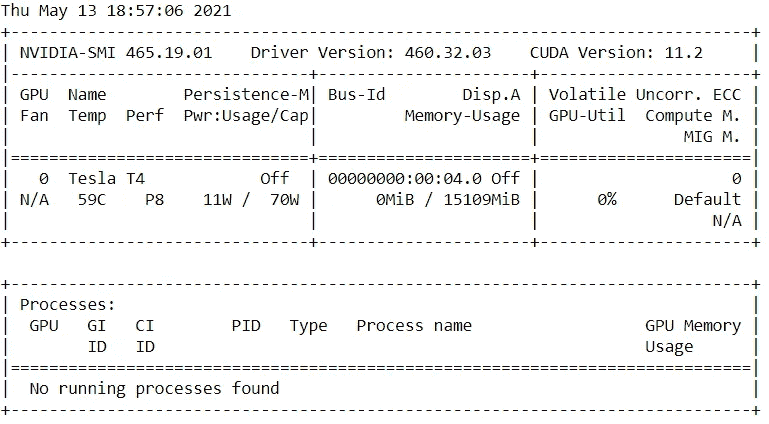 Thu May 13 18:57:06 2021
+-----------------------------------------------------------------------------+
| NVIDIA-SMI 465.19.01    Driver Version: 460.32.03    CUDA Version: 11.2     |
|-------------------------------+----------------------+----------------------+
| GPU  Name        Persistence-M| Bus-Id        Disp.A | Volatile Uncorr. ECC |
| Fan  Temp  Perf  Pwr:Usage/Cap|         Memory-Usage | GPU-Util  Compute M. |
|                               |                      |               MIG M. |
|===============================+======================+======================|
|   0  Tesla T4            Off  | 00000000:00:04.0 Off |                    0 |
| N/A   59C    P8    11W /  70W |      0MiB / 15109MiB |      0%      Default |
|                               |                      |                  N/A |
+-------------------------------+----------------------+----------------------+

+-----------------------------------------------------------------------------+
| Processes:                                                                  |
|  GPU   GI   CI        PID   Type   Process name                  GPU Memory |
|        ID   ID                                                   Usage      |
|=============================================================================|
|  No running processes found                                                 |
+-----------------------------------------------------------------------------+